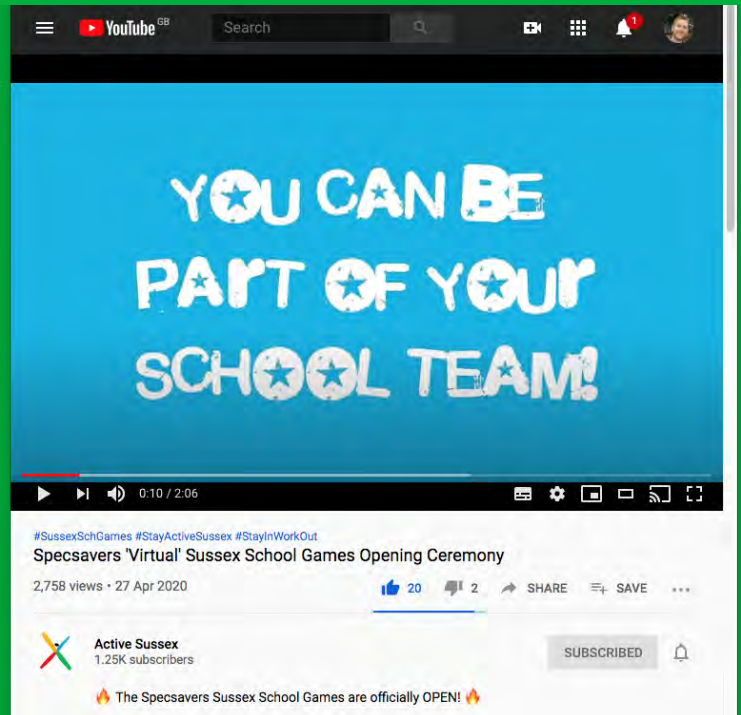 YouTube GB
Search
1
YOU CAN BE
PART OF YOUR
SCHOOL TEAM!
0:10 / 2:06
#SussexSchGames #StayActiveSussex #StayInWorkOut
Specsavers 'Virtual' Sussex School Games Opening Ceremony
2,758 views • 27 Apr 2020
20
2
SHARE
SAVE
Active Sussex
1.25K subscribers
SUBSCRIBED
🔥 The Specsavers Sussex School Games are officially OPEN! 🔥